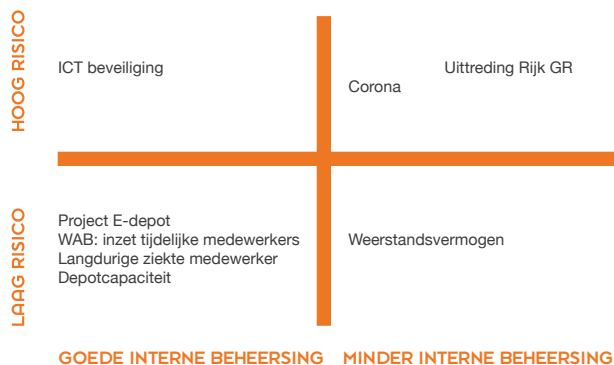 HOOG RISICO
ICT beveiliging
Uittreding Rijk GR
Corona
LAAG RISICO
Project E-depot
WAB: inzet tijdelijke medewerkers
Langdurige ziekte medewerker
Depotcapaciteit
Weerstandsvermogen
GOEDE INTERNE BEHEERSING
MINDER INTERNE BEHEERSING